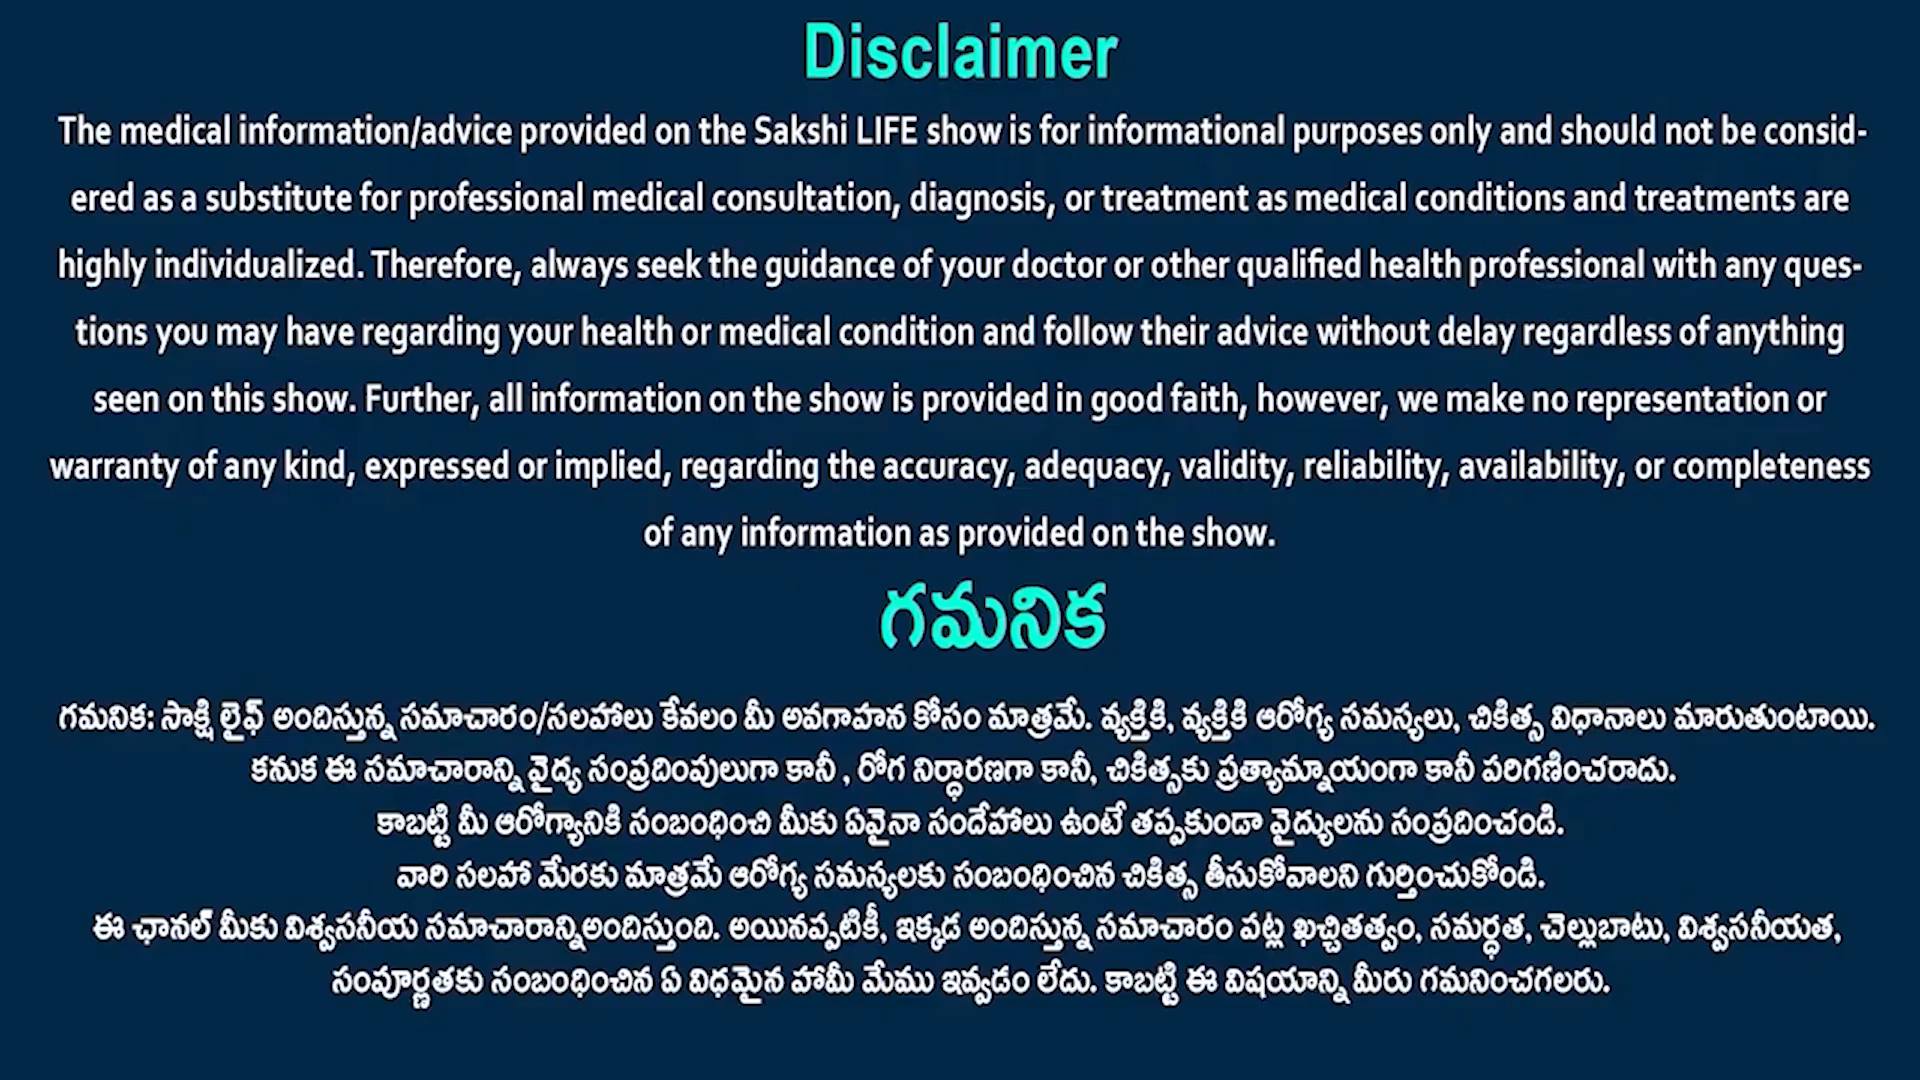 Disclaimer
The medical information/advice provided on the Sakshi LIFE show is for informational purposes only and should not be consid-
ered as a substitute for professional medical consultation, diagnosis, or treatment as medical conditions and treatments are
highly individualized. Therefore, always seek the guidance of your doctor or other qualified health professional with any ques-
tions you may have regarding your health or medical condition and follow their advice without delay regardless of anything
seen on this show. Further, all information on the show is provided in good faith, however, we make no representation or
warranty of any kind, expressed or implied, regarding the accuracy, adequacy, validity, reliability, availability, or completeness
of any information as provided on the show.
గమనిక
గమనిక: సాక్షి లైఫ్ అందిస్తున్న సమాచారం/సలహాలు కేవలం మీ అవగాహన కోసం మాత్రమే. వ్యక్తికి, వ్యక్తికి ఆరోగ్య సమస్యలు, చికిత్స విధానాలు మారుతుంటాయి.
కనుక ఈ సమాచారాన్ని వైద్య సంప్రదింపులుగా కానీ , రోగ నిర్ధారణగా కానీ, చికిత్సకు ప్రత్యామ్నాయంగా కానీ పరిగణించరాదు.
కాబట్టి మీ ఆరోగ్యానికి సంబంధించి మీకు ఏవైనా సందేహాలు ఉంటే తప్పకుండా వైద్యులను సంప్రదించండి.
వారి సలహా మేరకు మాత్రమే ఆరోగ్య సమస్యలకు సంబంధించిన చికిత్స తీసుకోవాలని గుర్తించుకోండి.
ఈ ఛానల్ మీకు విశ్వసనీయ సమాచారాన్నిఅందిస్తుంది. అయినప్పటికీ, ఇక్కడ అందిస్తున్న సమాచారం పట్ల ఖచ్చితత్వం, సమర్ధత, చెల్లుబాటు, విశ్వసనీయత,
సంపూర్ణతకు సంబంధించిన ఏ విధమైన హామీ మేము ఇవ్వడం లేదు. కాబట్టి ఈ విషయాన్ని మీరు గమనించగలరు.